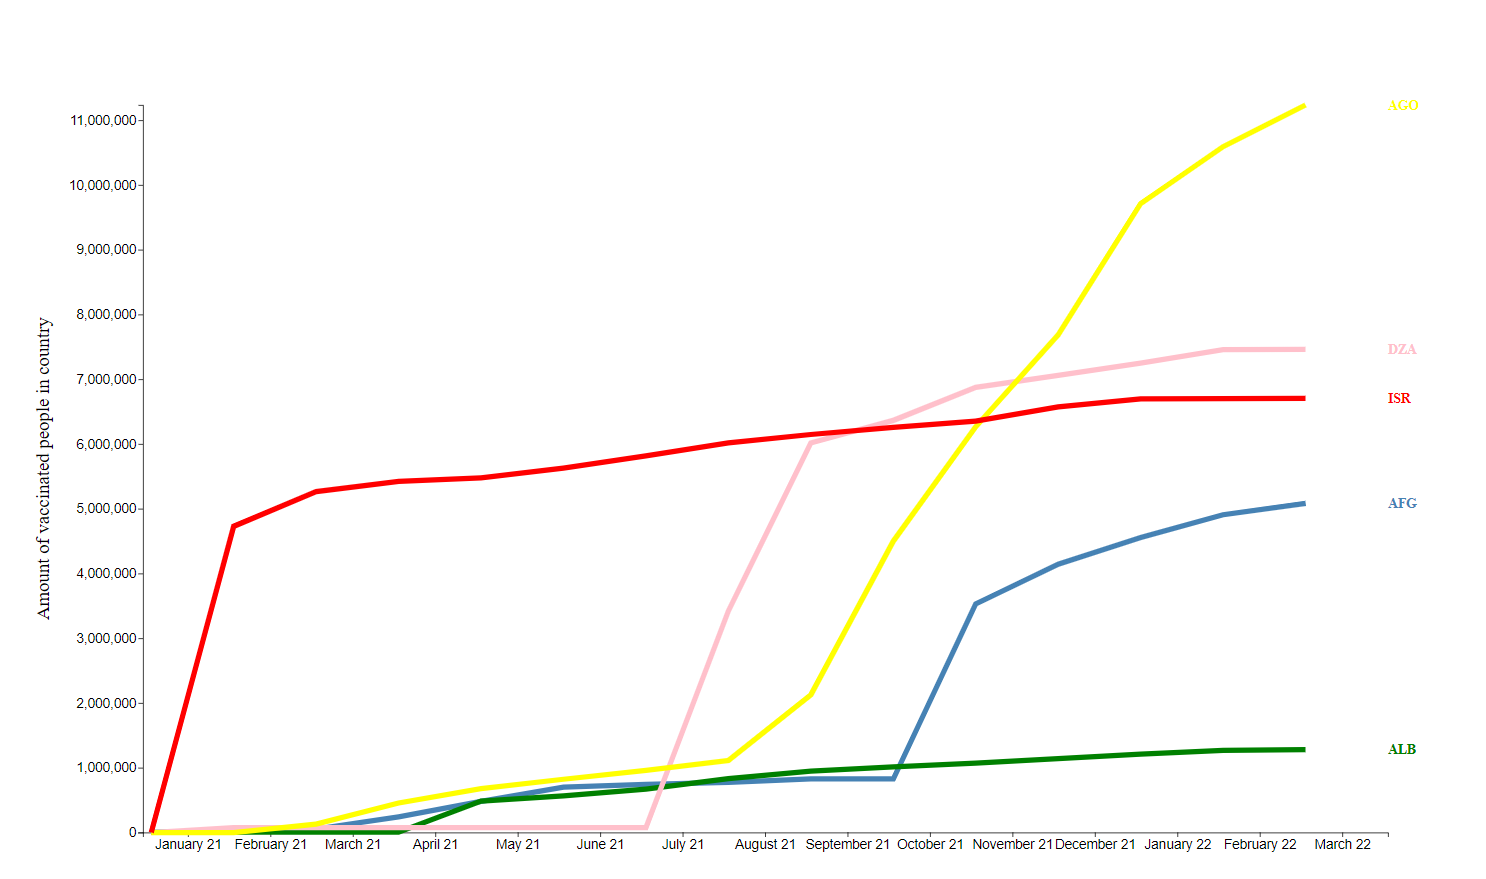 Amount of vaccinated people in country
11,000,000
10,000,000
9,000,000
8,000,000
7,000,000
6,000,000
5,000,000
4,000,000
3,000,000
2,000,000
1,000,000
0
January 21 February 21 March 21 April 21 May 21 June 21 July 21 August 21 September 21 October 21 November 21 December 21 January 22 February 22 March 22
AGO
DZA
ISR
AFG
ALB